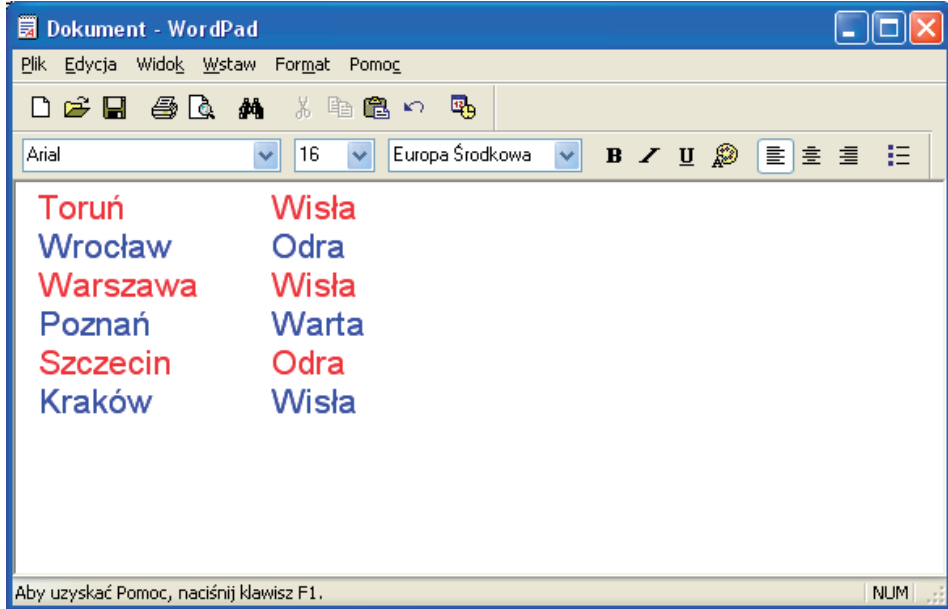 Dokument - WordPad
Plik Edycja Widok Wstaw Format Pomoc
Arial 16 Europa Środkowa B U
Toruń Wisła
Wrocław Odra
Warszawa Wisła
Poznań Warta
Szczecin Odra
Kraków Wisła
Aby uzyskać Pomoc, naciśnij klawisz F1. NUM